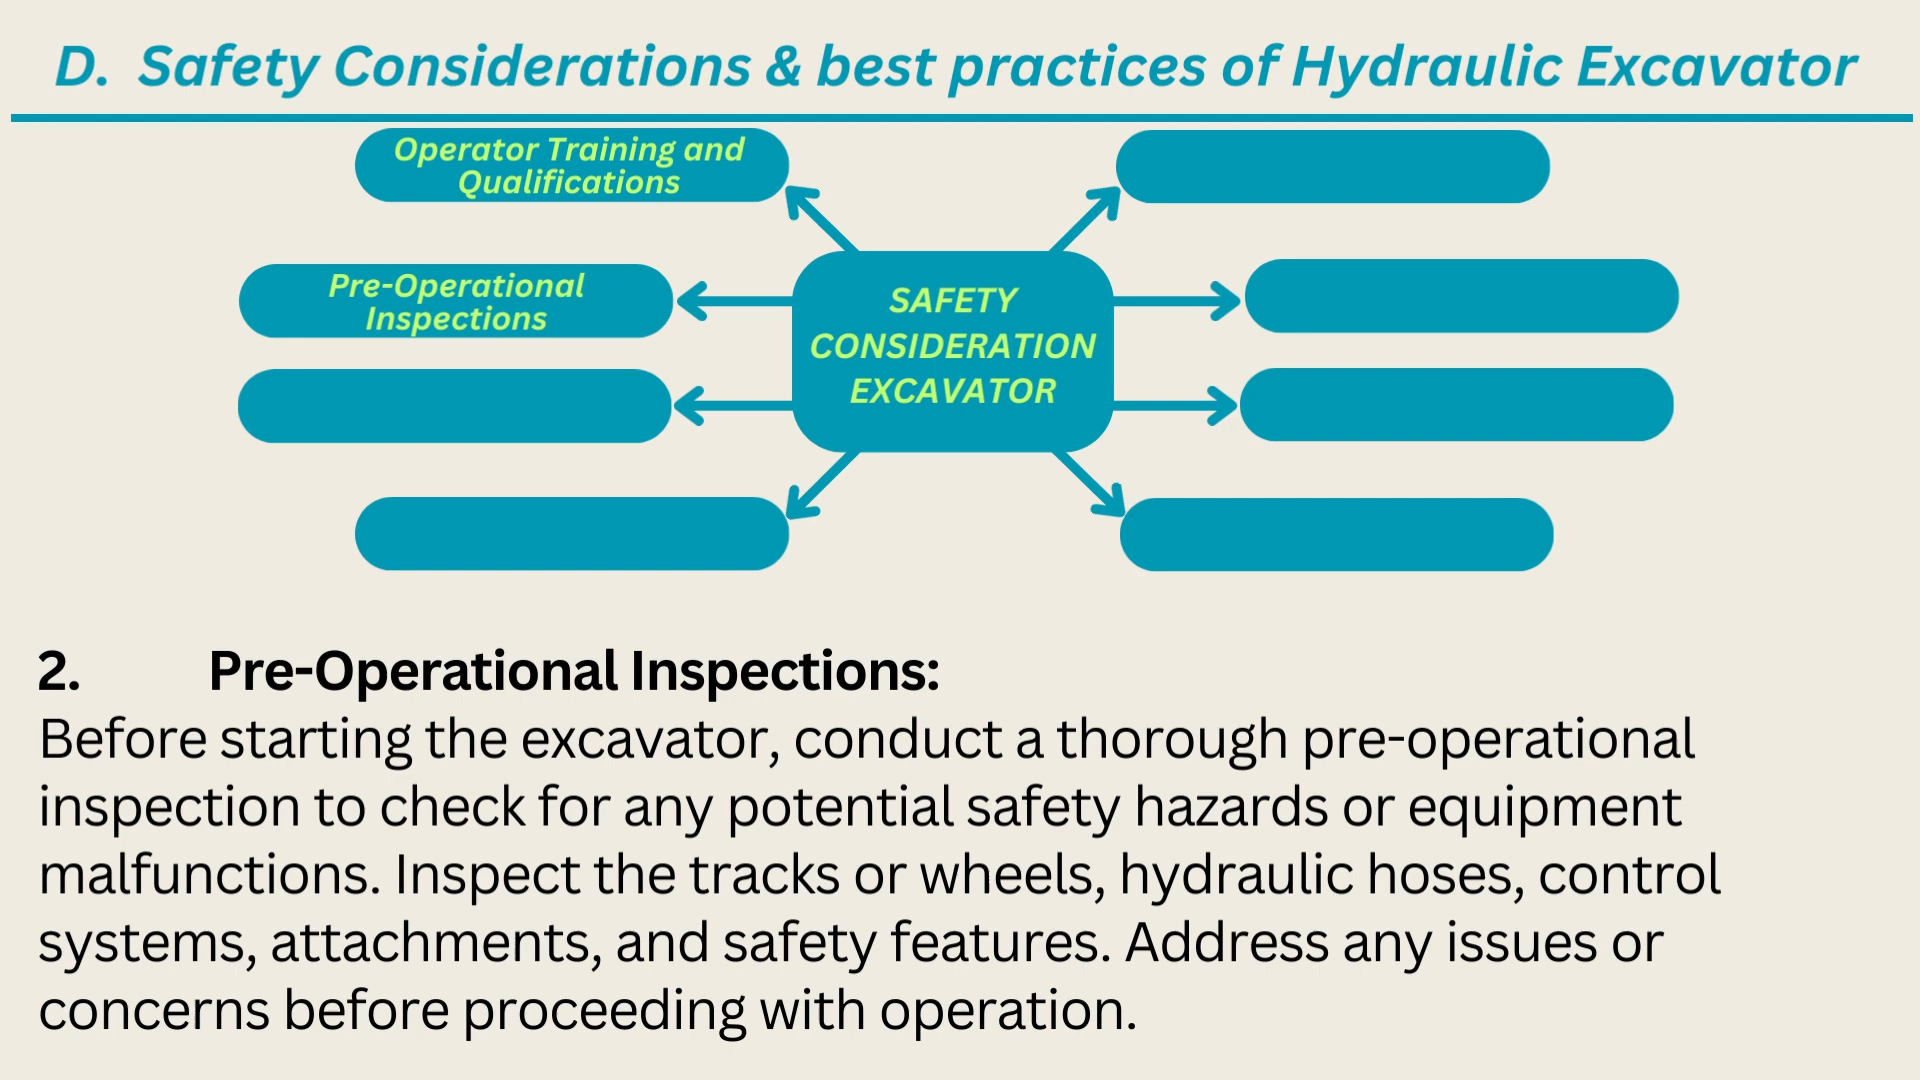 D. Safety Considerations & best practices of Hydraulic Excavator
Operator Training and
Qualifications
Pre-Operational
Inspections
SAFETY
CONSIDERATION
EXCAVATOR
2. Pre-Operational Inspections:
Before starting the excavator, conduct a thorough pre-operational
inspection to check for any potential safety hazards or equipment
malfunctions. Inspect the tracks or wheels, hydraulic hoses, control
systems, attachments, and safety features. Address any issues or
concerns before proceeding with operation.